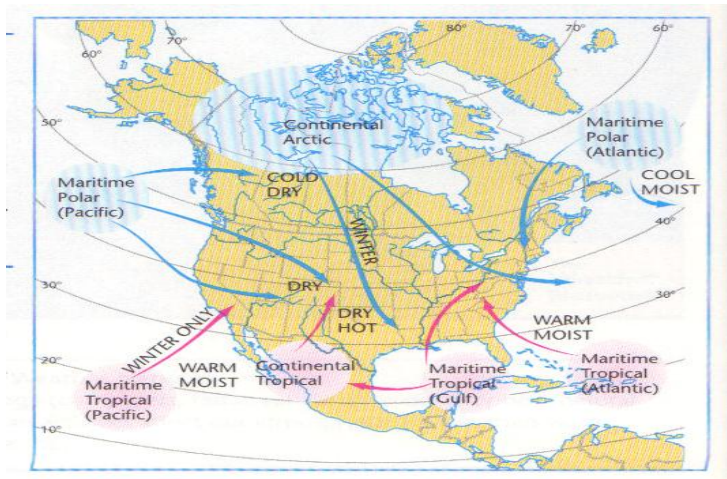 80°
70°
60°
70°
60°
50°
Continental
Arctic
Maritime
Polar
(Atlantic)
COOL
MOIST
Maritime
Polar
(Pacific)
COLD
DRY
WINTER
40°
30°
DRY
30°
DRY
HOT
WINTER ONLY
WARM
MOIST
20°
WARM
MOIST
Continental
Tropical
Maritime
Tropical
(Gulf)
Maritime
Tropical
(Atlantic)
Maritime
Tropical
(Pacific)
10°